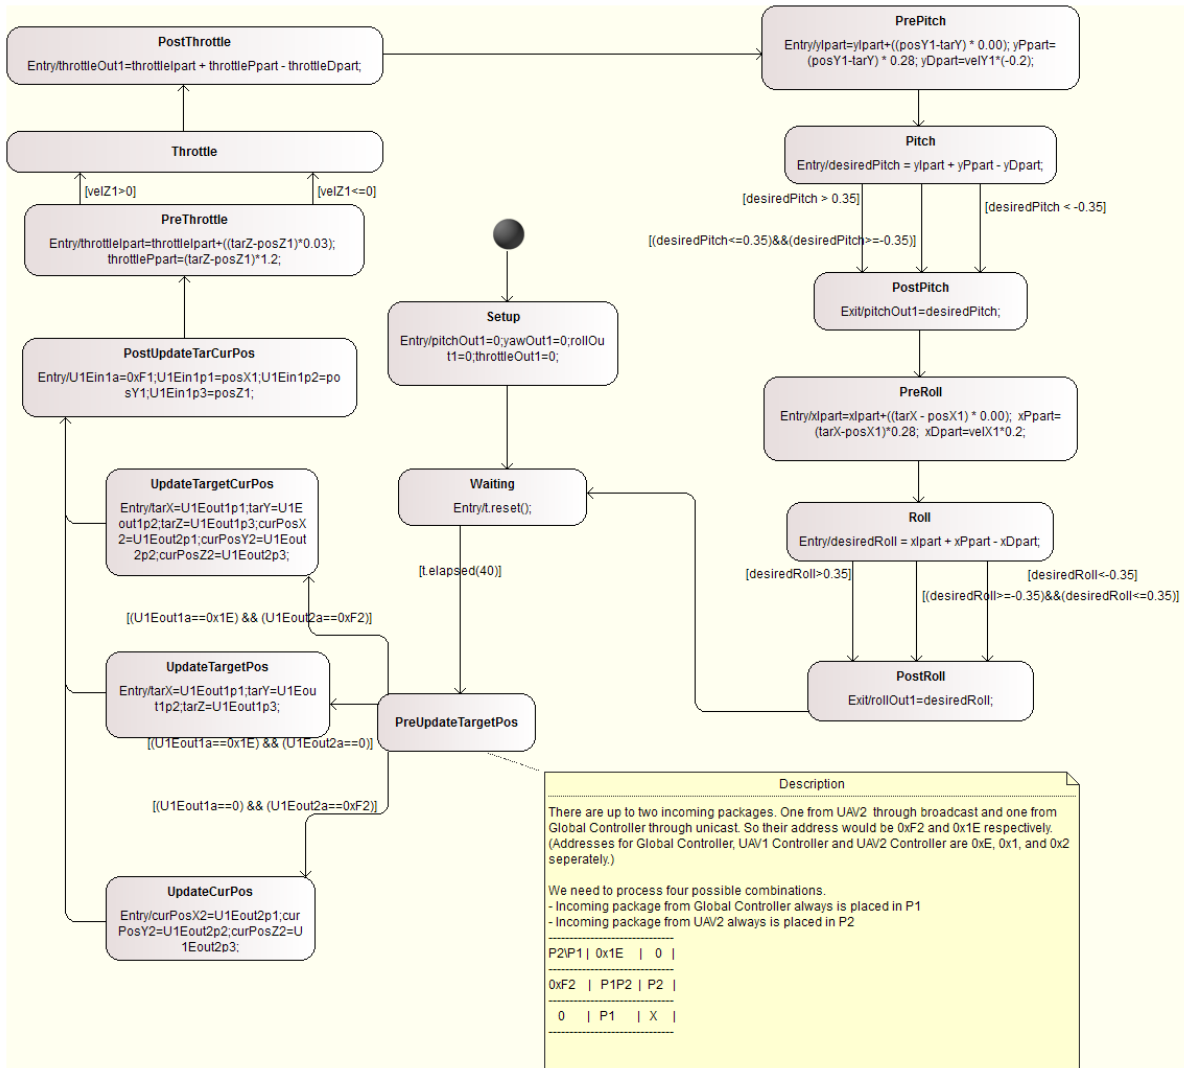 PostThrottle
Entry/throttleOut1=throttleIpart + throttlePpart - throttleDpart;
Throttle
[velZ1>0]
[velZ1<=0]
PreThrottle
Entry/throttleIpart=throttleIpart+((tarZ-posZ1)*0.03);
throttlePpart=(tarZ-posZ1)*1.2;
PostUpdateTarCurPos
Entry/U1Ein1a=0xF1;U1Ein1p1=posX1;U1Ein1p2=po
sY1;U1Ein1p3=posZ1;
UpdateTargetCurPos
Entry/tarX=U1Eout1p1;tarY=U1E
out1p2;tarZ=U1Eout1p3;curPosX
2=U1Eout2p1;curPosY2=U1Eout
2p2;curPosZ2=U1Eout2p3;
[(U1Eout1a==0x1E) && (U1Eout2a==0xF2)]
UpdateTargetPos
Entry/tarX=U1Eout1p1;tarY=U1Eou
t1p2;tarZ=U1Eout1p3;
[(U1Eout1a==0x1E) && (U1Eout2a==0)]
[(U1Eout1a==0) && (U1Eout2a==0xF2)]
UpdateCurPos
Entry/curPosX2=U1Eout2p1;cur
PosY2=U1Eout2p2;curPosZ2=U
1Eout2p3;
Setup
Entry/pitchOut1=0;yawOut1=0;rollOu
t1=0;throttleOut1=0;
Waiting
Entry/t.reset();
[t.elapsed(40)]
PreUpdateTargetPos
PrePitch
Entry/yIpart=yIpart+((posY1-tarY) * 0.00); yPpart=
(posY1-tarY) * 0.28; yDpart=velY1*(-0.2);
Pitch
Entry/desiredPitch = yIpart + yPpart - yDpart;
[desiredPitch > 0.35]
[desiredPitch < -0.35]
[(desiredPitch<=0.35)&&(desiredPitch>=-0.35)]
PostPitch
Exit/pitchOut1=desiredPitch;
PreRoll
Entry/xIpart=xIpart+((tarX - posX1) * 0.00); xPpart=
(tarX-posX1)*0.28; xDpart=velX1*0.2;
Roll
Entry/desiredRoll = xIpart + xPpart - xDpart;
[desiredRoll>0.35]
[desiredRoll<-0.35]
[(desiredRoll>=-0.35)&&(desiredRoll<=0.35)]
PostRoll
Exit/rollOut1=desiredRoll;
Description
There are up to two incoming packages. One from UAV2 through broadcast and one from
Global Controller through unicast. So their address would be 0xF2 and 0x1E respectively.
(Addresses for Global Controller, UAV1 Controller and UAV2 Controller are 0xE, 0x1, and 0x2
seperately.)
We need to process four possible combinations.
- Incoming package from Global Controller always is placed in P1
- Incoming package from UAV2 always is placed in P2
-------------------------------
P2\P1 | 0x1E | 0 |
-------------------------------
0xF2 | P1P2 | P2 |
-------------------------------
0 | P1 | X |
-------------------------------